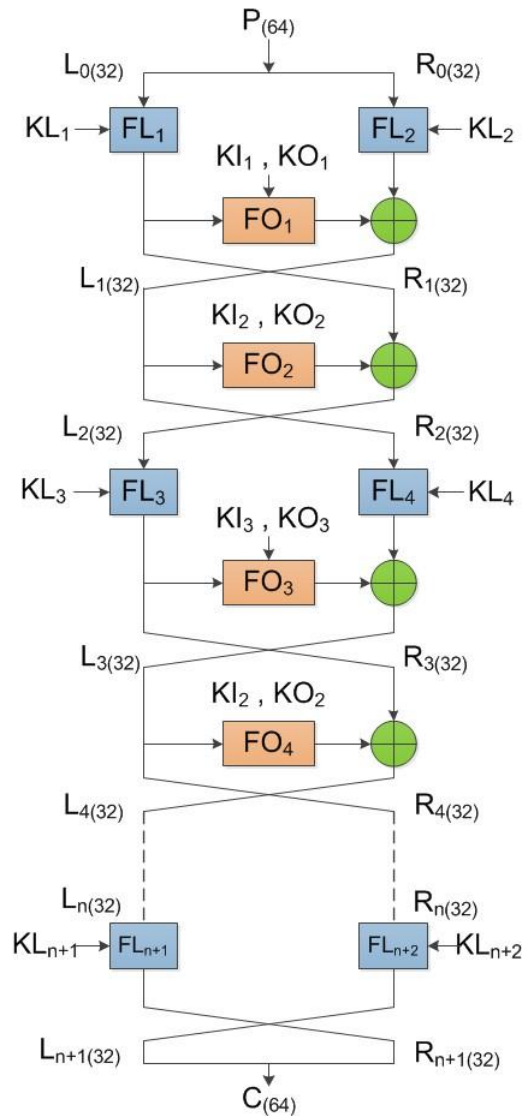 P(64)
L0(32) R0(32)
KL1 FL1 FL2 KL2
KI1 , KO1
FO1
L1(32) R1(32)
KI2 , KO2
FO2
L2(32) R2(32)
KL3 FL3 FL4 KL4
KI3 , KO3
FO3
L3(32) R3(32)
KI2 , KO2
FO4
L4(32) R4(32)
Ln(32) Rn(32)
KLn+1 FLn+1 FLn+2 KLn+2
Ln+1(32) Rn+1(32)
C(64)